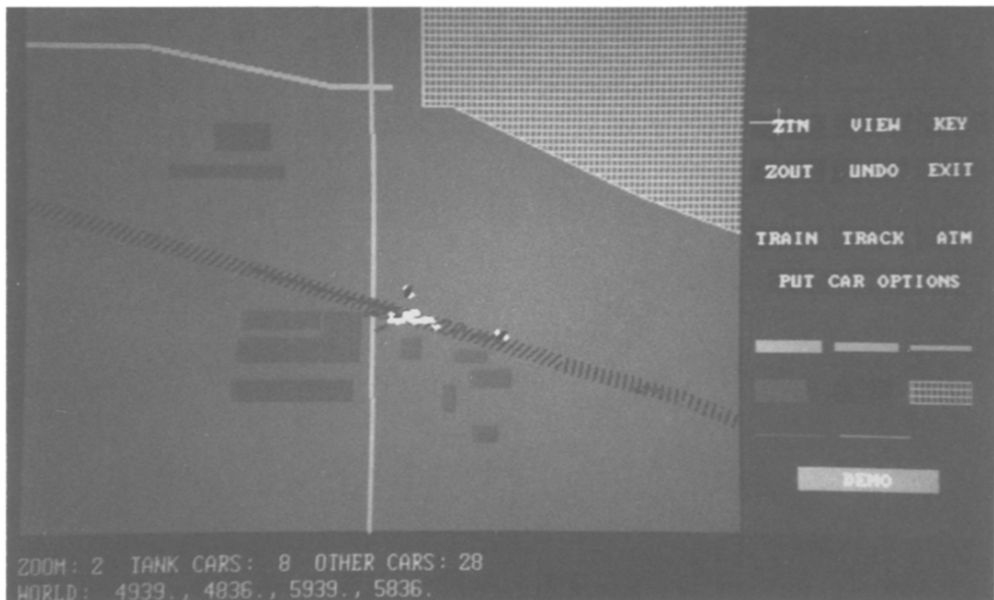 ZIN VIEW KEY
ZOUT UNDO EXIT
TRAIN TRACK ATM
PUT CAR OPTIONS
DEMO
ZOOM: 2 TANK CARS: 8 OTHER CARS: 28
WORLD: 4939., 4836., 5939., 5836.